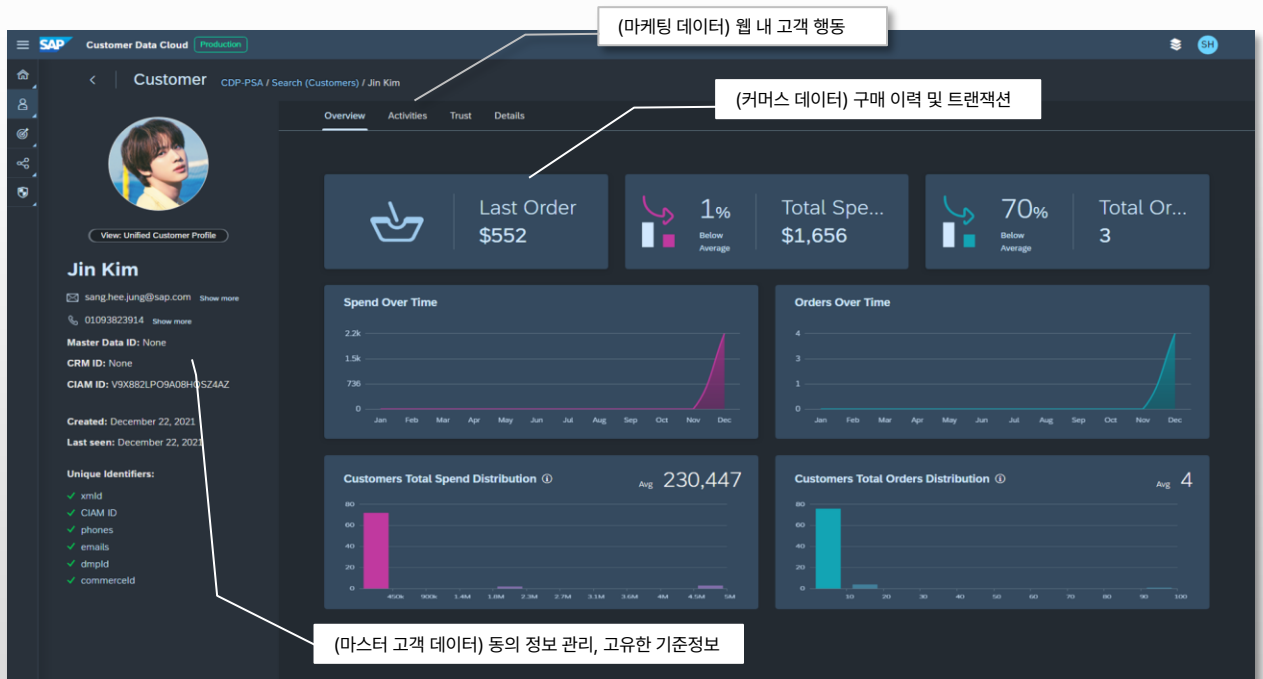 (마케팅 데이터) 웹 내 고객 행동
SAP Customer Data Cloud Production
SH
Customer CDP-PSA / Search (Customers) / Jin Kim
(커머스 데이터) 구매 이력 및 트랜잭션
Overview Activities Trust Details
View: Unified Customer Profile
Jin Kim
sang.hee.jung@sap.com Show more
01093823914 Show more
Master Data ID: None
CRM ID: None
CIAM ID: V9X882LPO9A08HOSZ4AZ
Created: December 22, 2021
Last seen: December 22, 2021
Unique Identifiers:
xmld
CIAM ID
phones
emails
dmpld
commerceld
Last Order
$552
1%
Below
Average
Total Spe...
$1,656
70%
Below
Average
Total Or...
3
Spend Over Time
2.2k
1.5k
736
0
Jan Feb Mar Apr May Jun Jul Aug Sep Oct Nov Dec
Orders Over Time
4
3
1
0
Jan Feb Mar Apr May Jun Jul Aug Sep Oct Nov Dec
Customers Total Spend Distribution Avg 230,447
80
60
40
20
0
450k 900k 1.4M 1.8M 2.3M 2.7M 3.1M 3.6M 4M 4.5M 5M
Customers Total Orders Distribution Avg 4
80
60
40
20
0
10 20 30 40 50 60 70 80 90 100
(마스터 고객 데이터) 동의 정보 관리, 고유한 기준정보